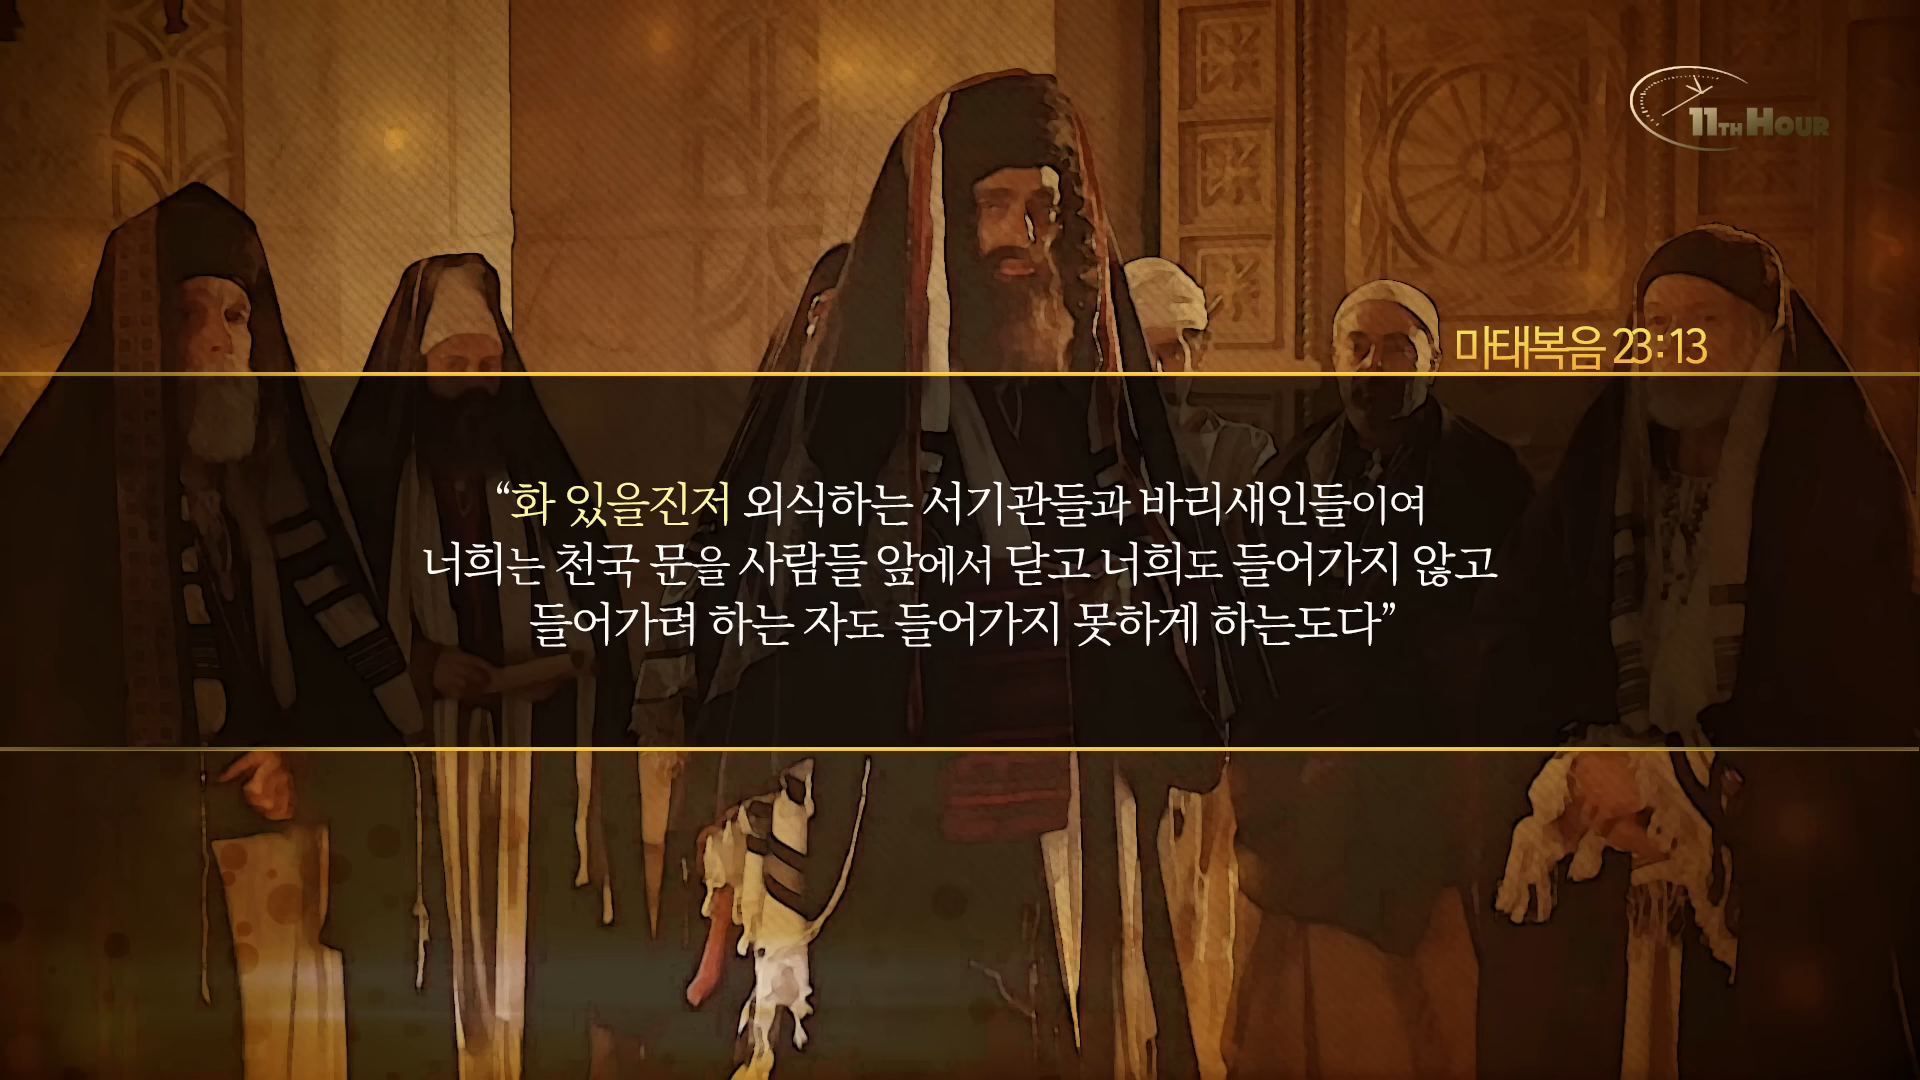 11TH HOUR
마태복음 23:13
“화 있을진저 외식하는 서기관들과 바리새인들이여
너희는 천국 문을 사람들 앞에서 닫고 너희도 들어가지 않고
들어가려 하는 자도 들어가지 못하게 하는도다”